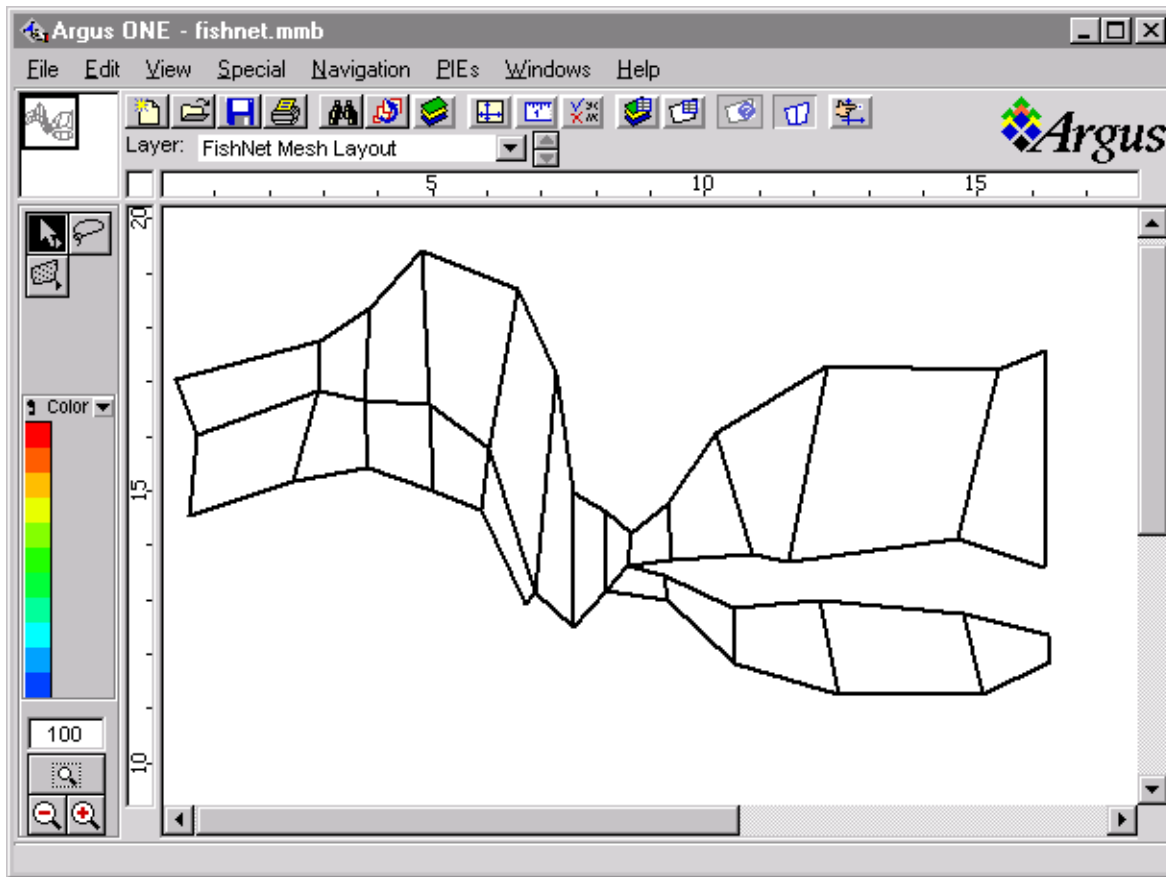 Argus ONE - fishnet.mmb
File Edit View Special Navigation PIEs Windows Help
Layer: FishNet Mesh Layout
Argus
5 10 15
20
Color
15
10
100